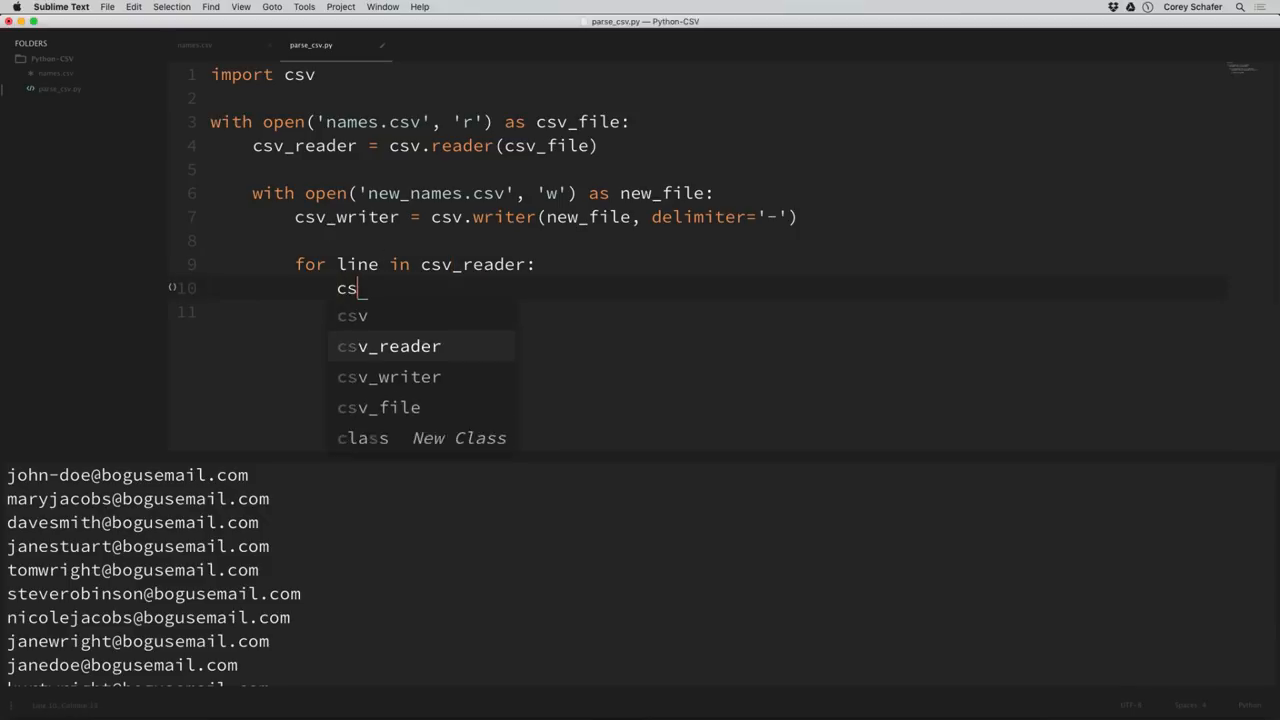 Sublime Text File Edit Selection Find View Goto Tools Project Window Help Corey Schafer
parse_csv.py — Python-CSV
FOLDERS
Python-CSV
names.csv
parse_csv.py
names.csv parse_csv.py
1 import csv
2
3 with open('names.csv', 'r') as csv_file:
4 csv_reader = csv.reader(csv_file)
5
6 with open('new_names.csv', 'w') as new_file:
7 csv_writer = csv.writer(new_file, delimiter='-')
8
9 for line in csv_reader:
10 cs_
11
csv
csv_reader
csv_writer
csv_file
class New Class
john-doe@bogusemail.com
maryjacobs@bogusemail.com
davesmith@bogusemail.com
janestuart@bogusemail.com
tomwright@bogusemail.com
steverobinson@bogusemail.com
nicolejacobs@bogusemail.com
janewright@bogusemail.com
janedoe@bogusemail.com
Line 10, Column 15 UTF-8 Spaces: 4 Python